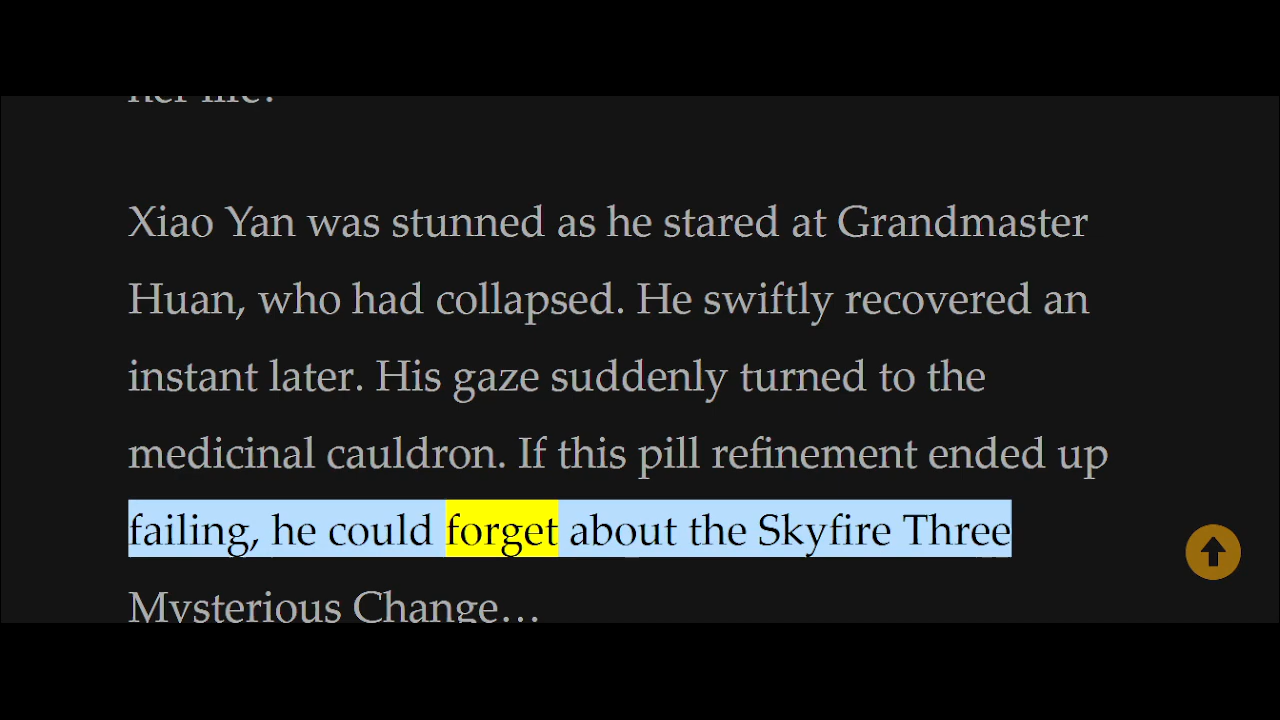 Xiao Yan was stunned as he stared at Grandmaster
Huan, who had collapsed. He swiftly recovered an
instant later. His gaze suddenly turned to the
medicinal cauldron. If this pill refinement ended up
failing, he could forget about the Skyfire Three
Mysterious Change…